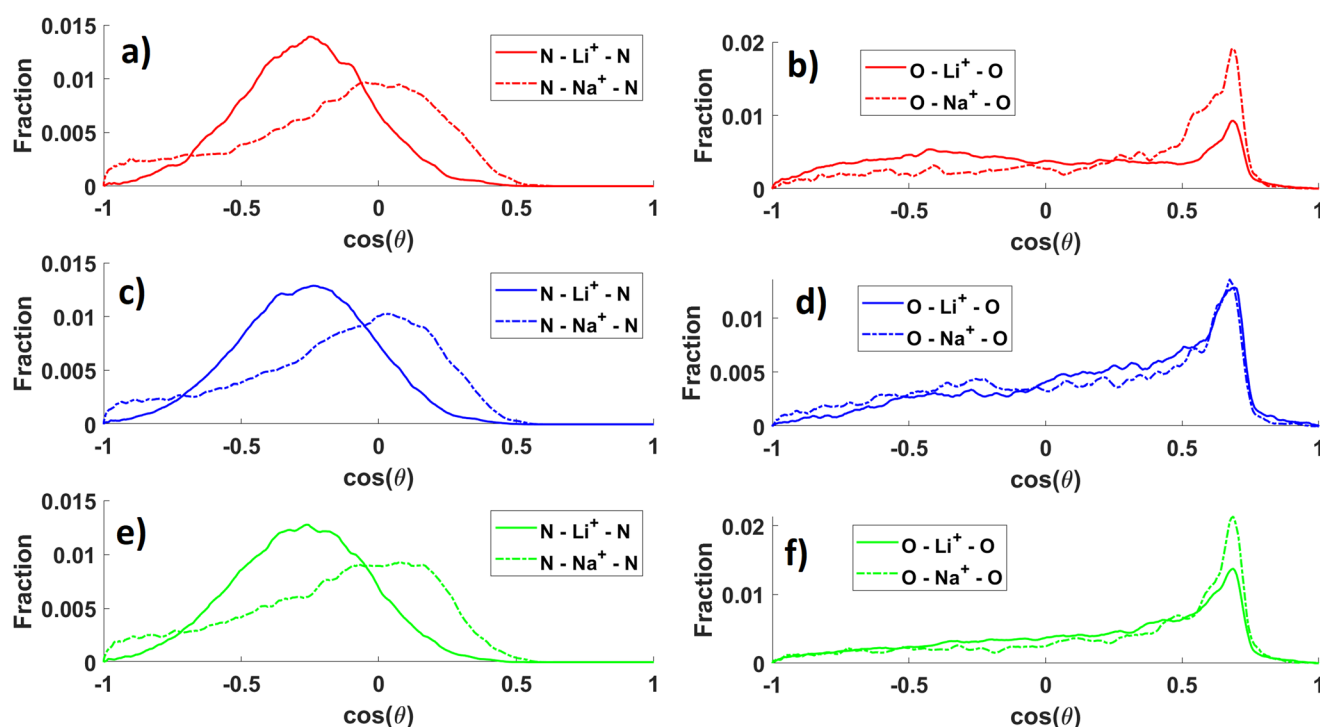 a)
0.015
0.01
0.005
0
Fraction
N - Li+ - N
N - Na+ - N
-1 -0.5 0 0.5 1
cos(θ)
b)
0.02
0.01
0
Fraction
O - Li+ - O
O - Na+ - O
-1 -0.5 0 0.5 1
cos(θ)
c)
0.015
0.01
0.005
0
Fraction
N - Li+ - N
N - Na+ - N
-1 -0.5 0 0.5 1
cos(θ)
d)
0.01
0.005
0
Fraction
O - Li+ - O
O - Na+ - O
-1 -0.5 0 0.5 1
cos(θ)
e)
0.015
0.01
0.005
0
Fraction
N - Li+ - N
N - Na+ - N
-1 -0.5 0 0.5 1
cos(θ)
f)
0.02
0.01
0
Fraction
O - Li+ - O
O - Na+ - O
-1 -0.5 0 0.5 1
cos(θ)